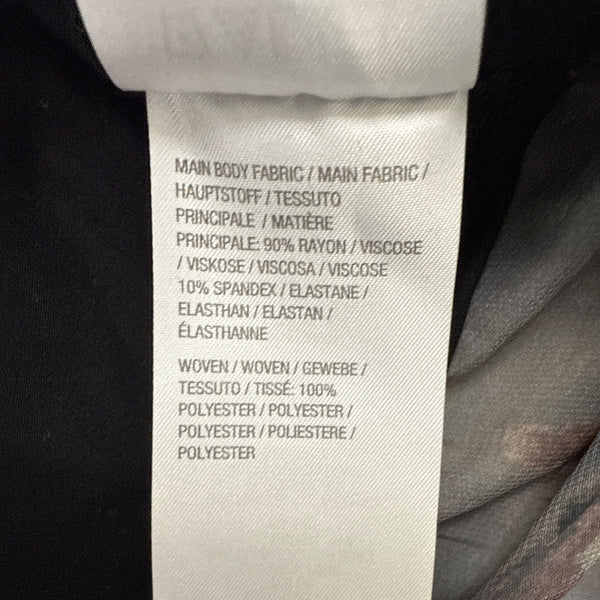 MAIN BODY FABRIC / MAIN FABRIC /
HAUPTSTOFF / TESSUTO
PRINCIPALE / MATIÈRE
PRINCIPALE: 90% RAYON / VISCOSE
/ VISKOSE / VISCOSA / VISCOSE
10% SPANDEX / ELASTANE /
ELASTHAN / ELASTAN /
ÉLASTHANNE
WOVEN / WOVEN / GEWEBE /
TESSUTO / TISSÉ: 100%
POLYESTER / POLYESTER /
POLYESTER / POLIESTERE /
POLYESTER